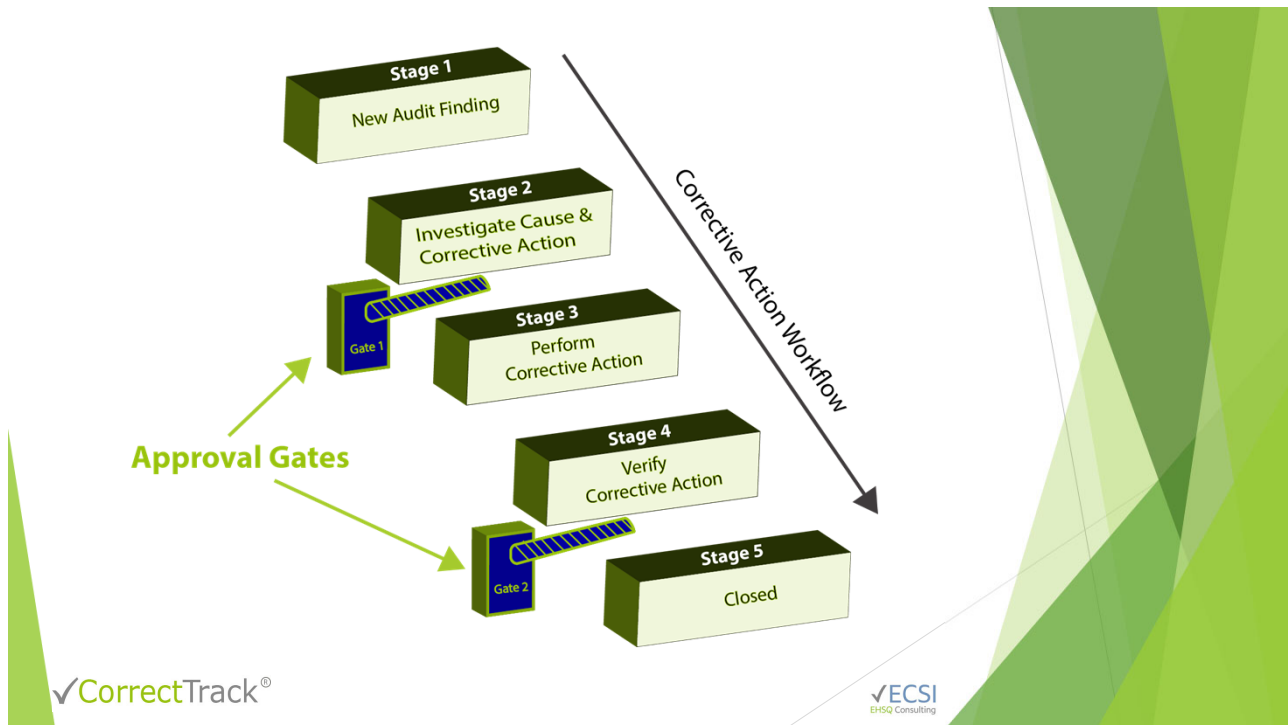 Stage 1
New Audit Finding
Stage 2
Investigate Cause &
Corrective Action
Gate 1
Stage 3
Perform
Corrective Action
Corrective Action Workflow
Approval Gates
Stage 4
Verify
Corrective Action
Gate 2
Stage 5
Closed
✓CorrectTrack®
✓ECSI
EHSQ Consulting